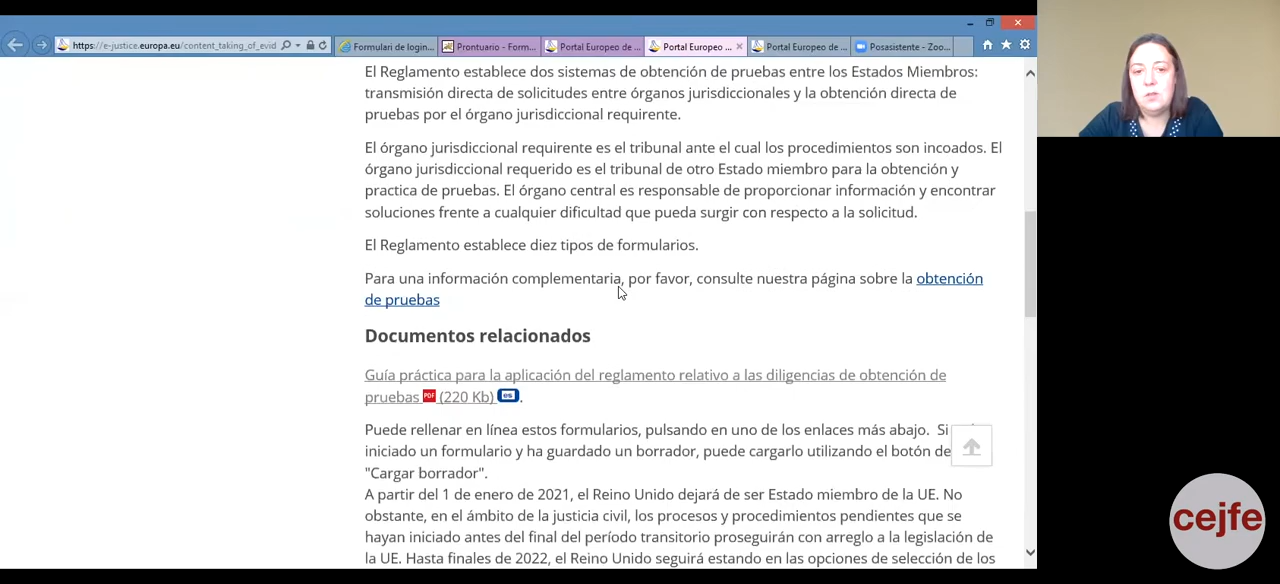 https://e-justice.europa.eu/content_taking_of_evid
Formulari de login...
Prontuario - Form...
Portal Europeo de ...
Portal Europeo ...
Portal Europeo de ...
Posasistente - Zoo...
El Reglamento establece dos sistemas de obtención de pruebas entre los Estados Miembros:
transmisión directa de solicitudes entre órganos jurisdiccionales y la obtención directa de
pruebas por el órgano jurisdiccional requirente.
El órgano jurisdiccional requirente es el tribunal ante el cual los procedimientos son incoados. El
órgano jurisdiccional requerido es el tribunal de otro Estado miembro para la obtención y
practica de pruebas. El órgano central es responsable de proporcionar información y encontrar
soluciones frente a cualquier dificultad que pueda surgir con respecto a la solicitud.
El Reglamento establece diez tipos de formularios.
Para una información complementaria, por favor, consulte nuestra página sobre la obtención
de pruebas
Documentos relacionados
Guía práctica para la aplicación del reglamento relativo a las diligencias de obtención de
pruebas PDF (220 Kb) es .
Puede rellenar en línea estos formularios, pulsando en uno de los enlaces más abajo. Si
iniciado un formulario y ha guardado un borrador, puede cargarlo utilizando el botón de
"Cargar borrador".
A partir del 1 de enero de 2021, el Reino Unido dejará de ser Estado miembro de la UE. No
obstante, en el ámbito de la justicia civil, los procesos y procedimientos pendientes que se
hayan iniciado antes del final del período transitorio proseguirán con arreglo a la legislación de
la UE. Hasta finales de 2022, el Reino Unido seguirá estando en las opciones de selección de los
cejfe